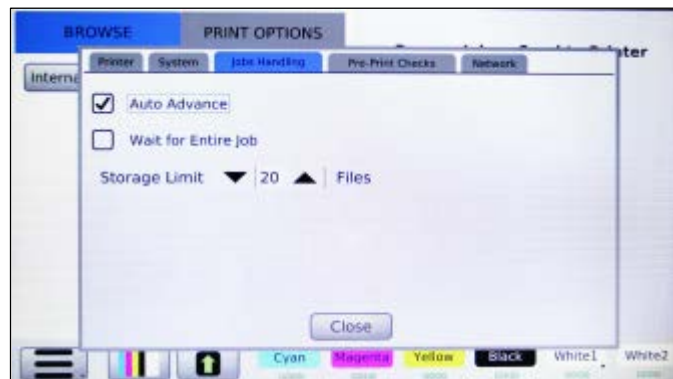 BROWSE PRINT OPTIONS
ter
Interna
Printer System Jobs Handling Pre-Print Checks Network
Auto Advance
Wait for Entire Job
Storage Limit 20 Files
Close
Cyan Magenta Yellow Black White1 White2